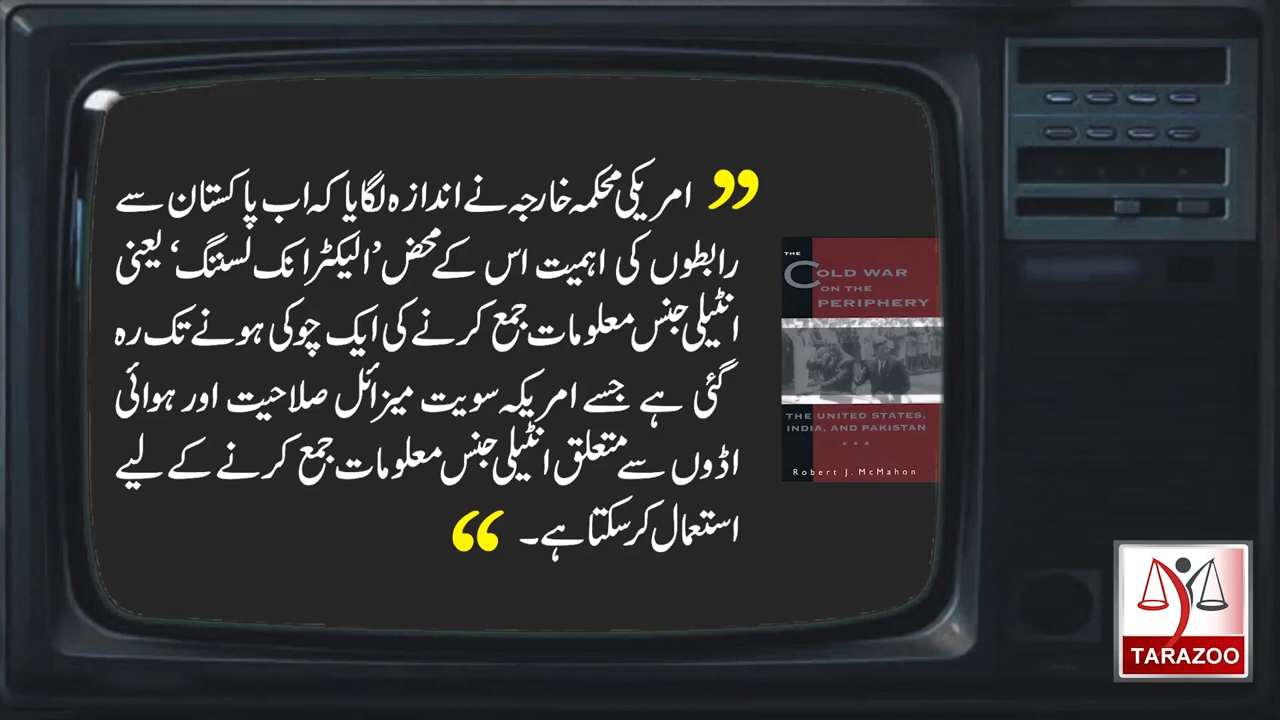 ”امریکی محکمہ خارجہ نے اندازہ لگایا کہ اب پاکستان سے
رابطوں کی اہمیت اس کے محض ’الیکٹرانک لسننگ‘ یعنی
انٹیلی جنس معلومات جمع کرنے کی ایک چوکی ہونے تک رہ
گئی ہے جسے امریکہ سویت میزائل صلاحیت اور ہوائی
اڈوں سے متعلق انٹیلی جنس معلومات جمع کرنے کے لیے
استعمال کر سکتا ہے۔“
THE
COLD WAR
ON THE
PERIPHERY
THE UNITED STATES,
INDIA, AND PAKISTAN
Robert J. McMahon
TARAZOO